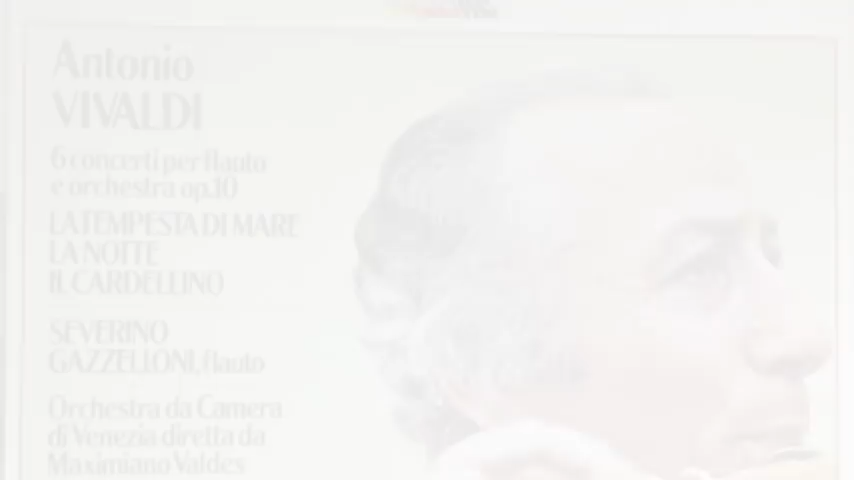 Antonio
VIVALDI
6 concerti per flauto
e orchestra op.10
LA TEMPESTA DI MARE
LA NOTTE
IL CARDELLINO
SEVERINO
GAZZELLONI, flauto
Orchestra da Camera
di Venezia diretta da
Maximiano Valdes